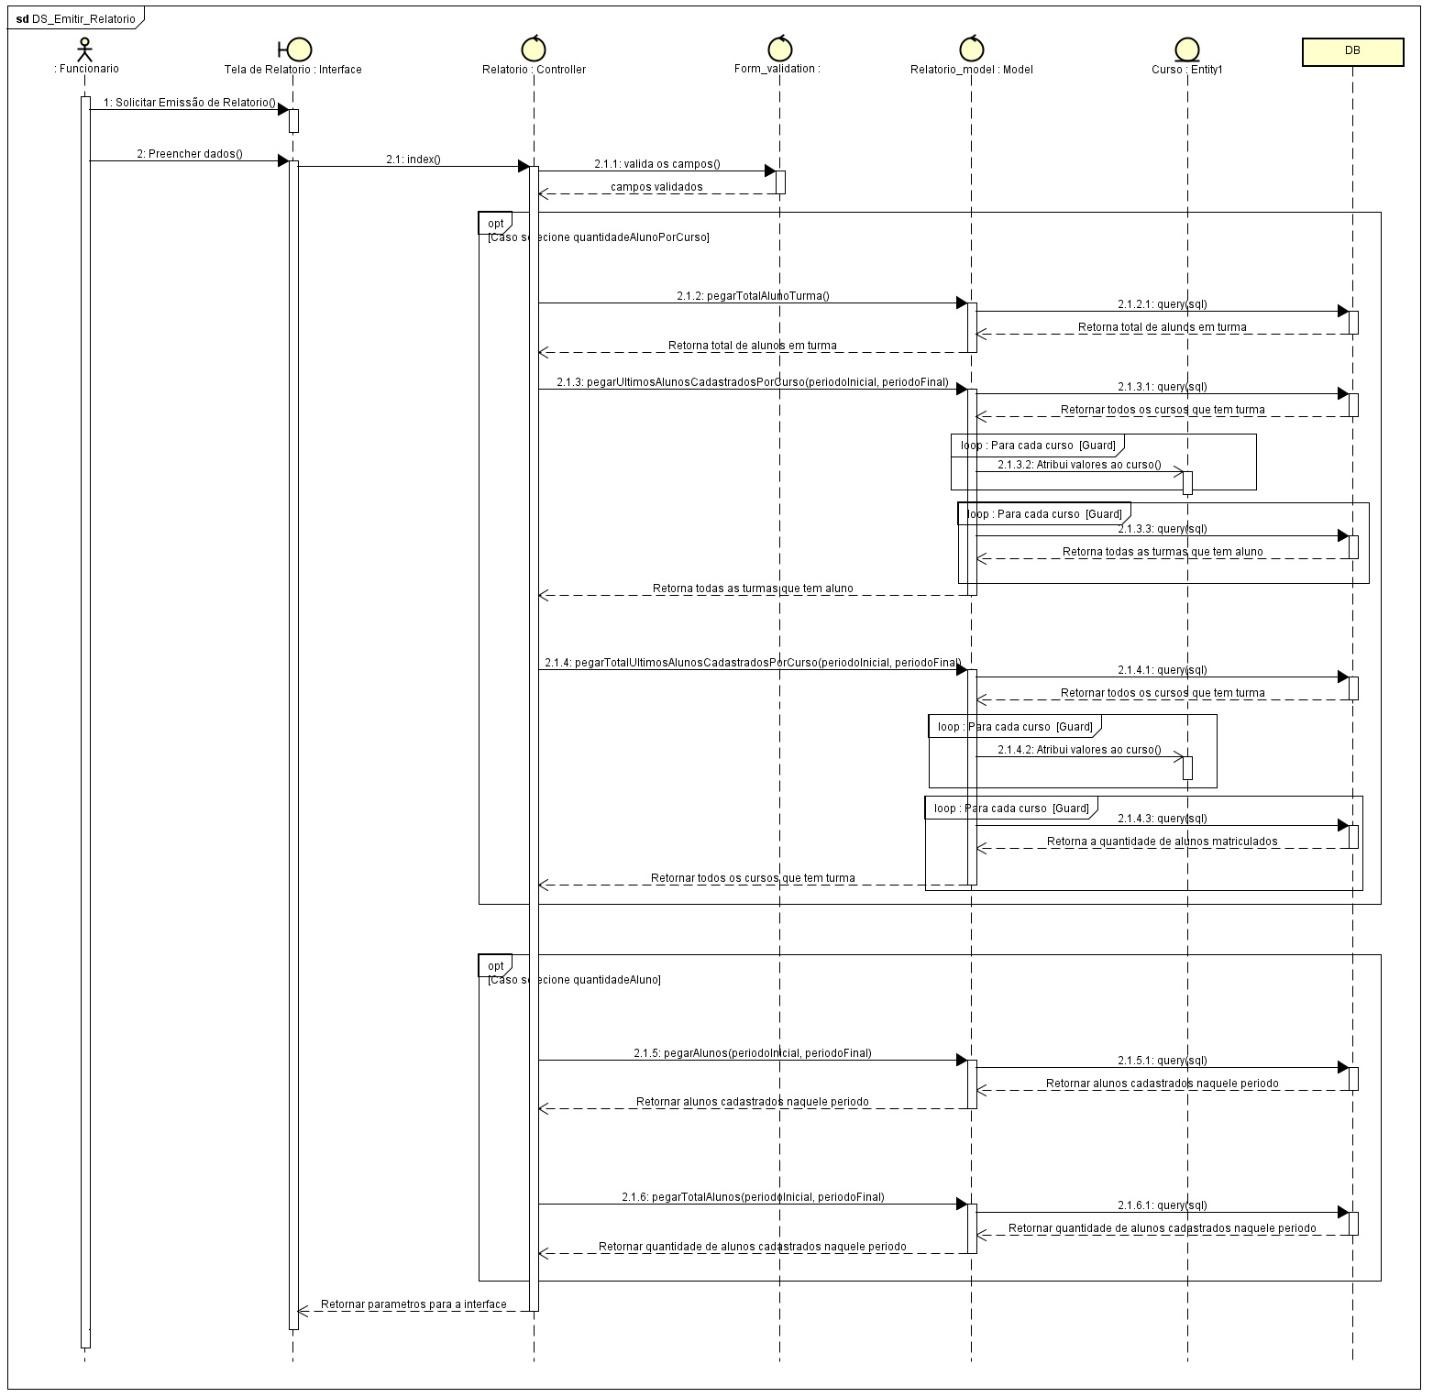 sd DS_Emitir_Relatorio
: Funcionario
Tela de Relatorio : Interface
Relatorio : Controller
Form_validation :
Relatorio_model : Model
Curso : Entity1
DB
1: Solicitar Emissão de Relatorio()
2: Preencher dados()
2.1: index()
2.1.1: valida os campos()
campos validados
opt
[Caso selecione quantidadeAlunoPorCurso]
2.1.2: pegarTotalAlunoTurma()
2.1.2.1: query(sql)
Retorna total de alunos em turma
Retorna total de alunos em turma
2.1.3: pegarUltimosAlunosCadastradosPorCurso(periodoInicial, periodoFinal)
2.1.3.1: query(sql)
Retornar todos os cursos que tem turma
loop : Para cada curso [Guard]
2.1.3.2: Atribui valores ao curso()
loop : Para cada curso [Guard]
2.1.3.3: query(sql)
Retorna todas as turmas que tem aluno
Retorna todas as turmas que tem aluno
2.1.4: pegarTotalUltimosAlunosCadastradosPorCurso(periodoInicial, periodoFinal)
2.1.4.1: query(sql)
Retornar todos os cursos que tem turma
loop : Para cada curso [Guard]
2.1.4.2: Atribui valores ao curso()
loop : Para cada curso [Guard]
2.1.4.3: query(sql)
Retorna a quantidade de alunos matriculados
Retornar todos os cursos que tem turma
opt
[Caso selecione quantidadeAluno]
2.1.5: pegarAlunos(periodoInicial, periodoFinal)
2.1.5.1: query(sql)
Retornar alunos cadastrados naquele periodo
Retornar alunos cadastrados naquele periodo
2.1.6: pegarTotalAlunos(periodoInicial, periodoFinal)
2.1.6.1: query(sql)
Retornar quantidade de alunos cadastrados naquele periodo
Retornar quantidade de alunos cadastrados naquele periodo
Retornar parametros para a interface